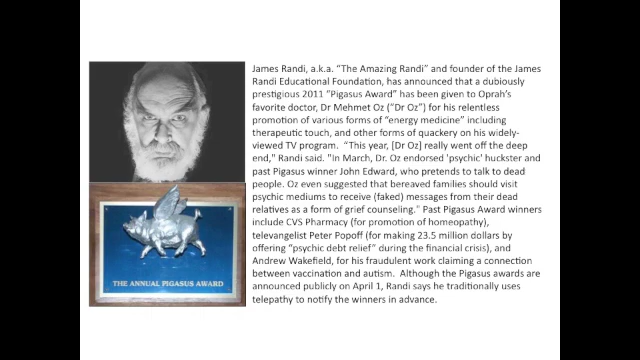 James Randi, a.k.a. “The Amazing Randi” and founder of the James
Randi Educational Foundation, has announced that a dubiously
prestigious 2011 “Pigasus Award” has been given to Oprah’s
favorite doctor, Dr Mehmet Oz (“Dr Oz”) for his relentless
promotion of various forms of “energy medicine” including
therapeutic touch, and other forms of quackery on his widely-
viewed TV program.  “This year, [Dr Oz] really went off the deep
end," Randi said. "In March, Dr. Oz endorsed 'psychic' huckster and
past Pigasus winner John Edward, who pretends to talk to dead
people. Oz even suggested that bereaved families should visit
psychic mediums to receive (faked) messages from their dead
relatives as a form of grief counseling.” Past Pigasus Award winners
include CVS Pharmacy (for promotion of homeopathy),
televangelist Peter Popoff (for making 23.5 million dollars by
offering “psychic debt relief” during the financial crisis), and
Andrew Wakefield, for his fraudulent work claiming a connection
between vaccination and autism.  Although the Pigasus awards are
announced publicly on April 1, Randi says he traditionally uses
telepathy to notify the winners in advance.
THE ANNUAL PIGASUS AWARD